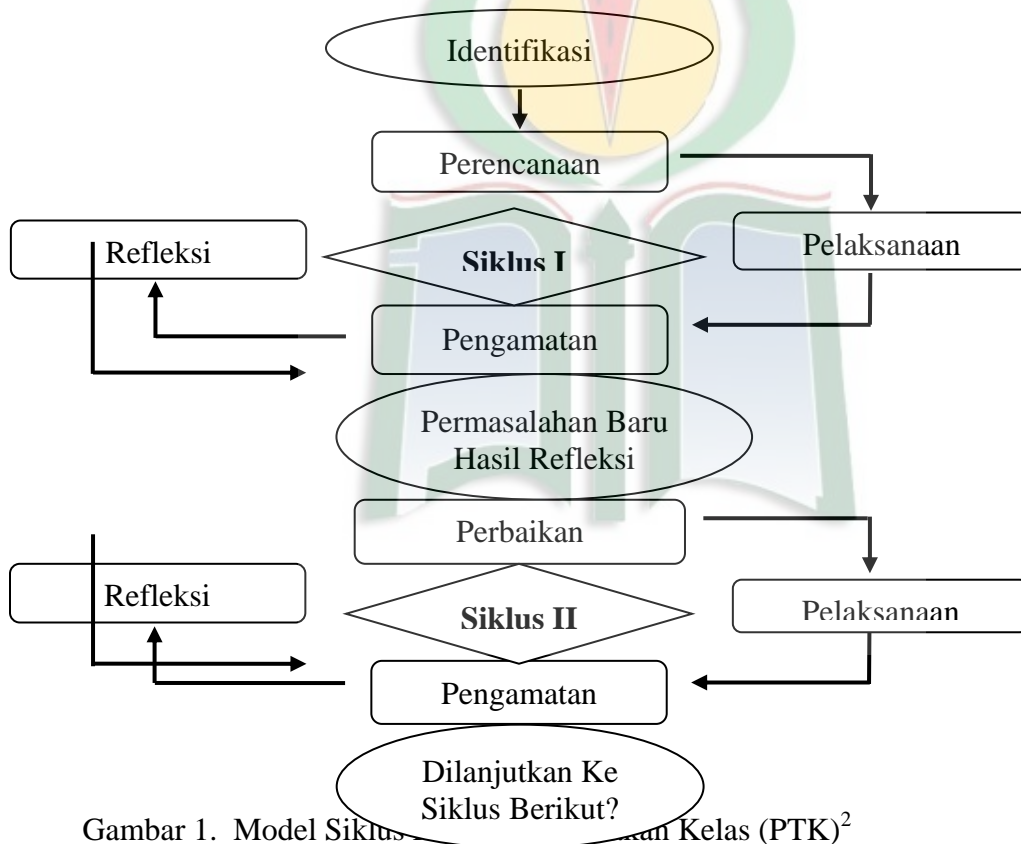 Identifikasi
Perencanaan
Refleksi
Siklus I
Pelaksanaan
Pengamatan
Permasalahan Baru
Hasil Refleksi
Perbaikan
Refleksi
Siklus II
Pelaksanaan
Pengamatan
Dilanjutkan Ke
Siklus Berikut?
Gambar 1. Model Siklus Kelas (PTK)²